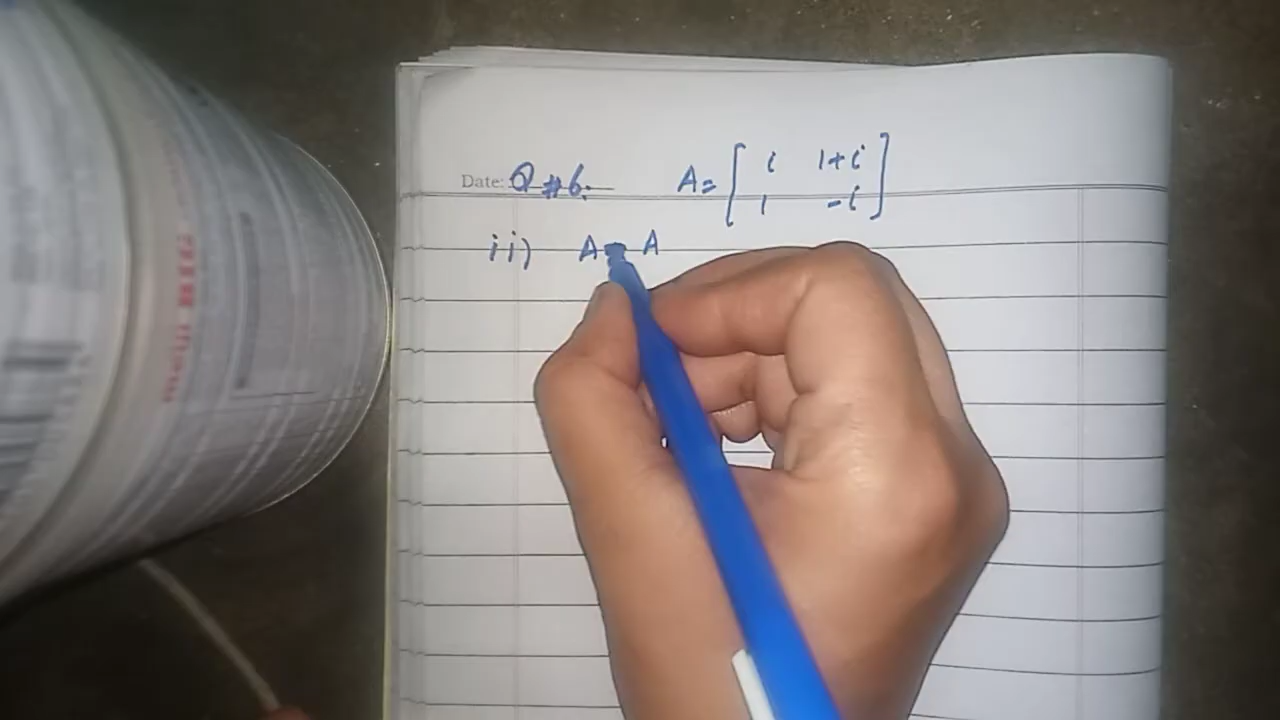 Date: Q #6: A = [ i 1+i
1 -i ]
ii) A A